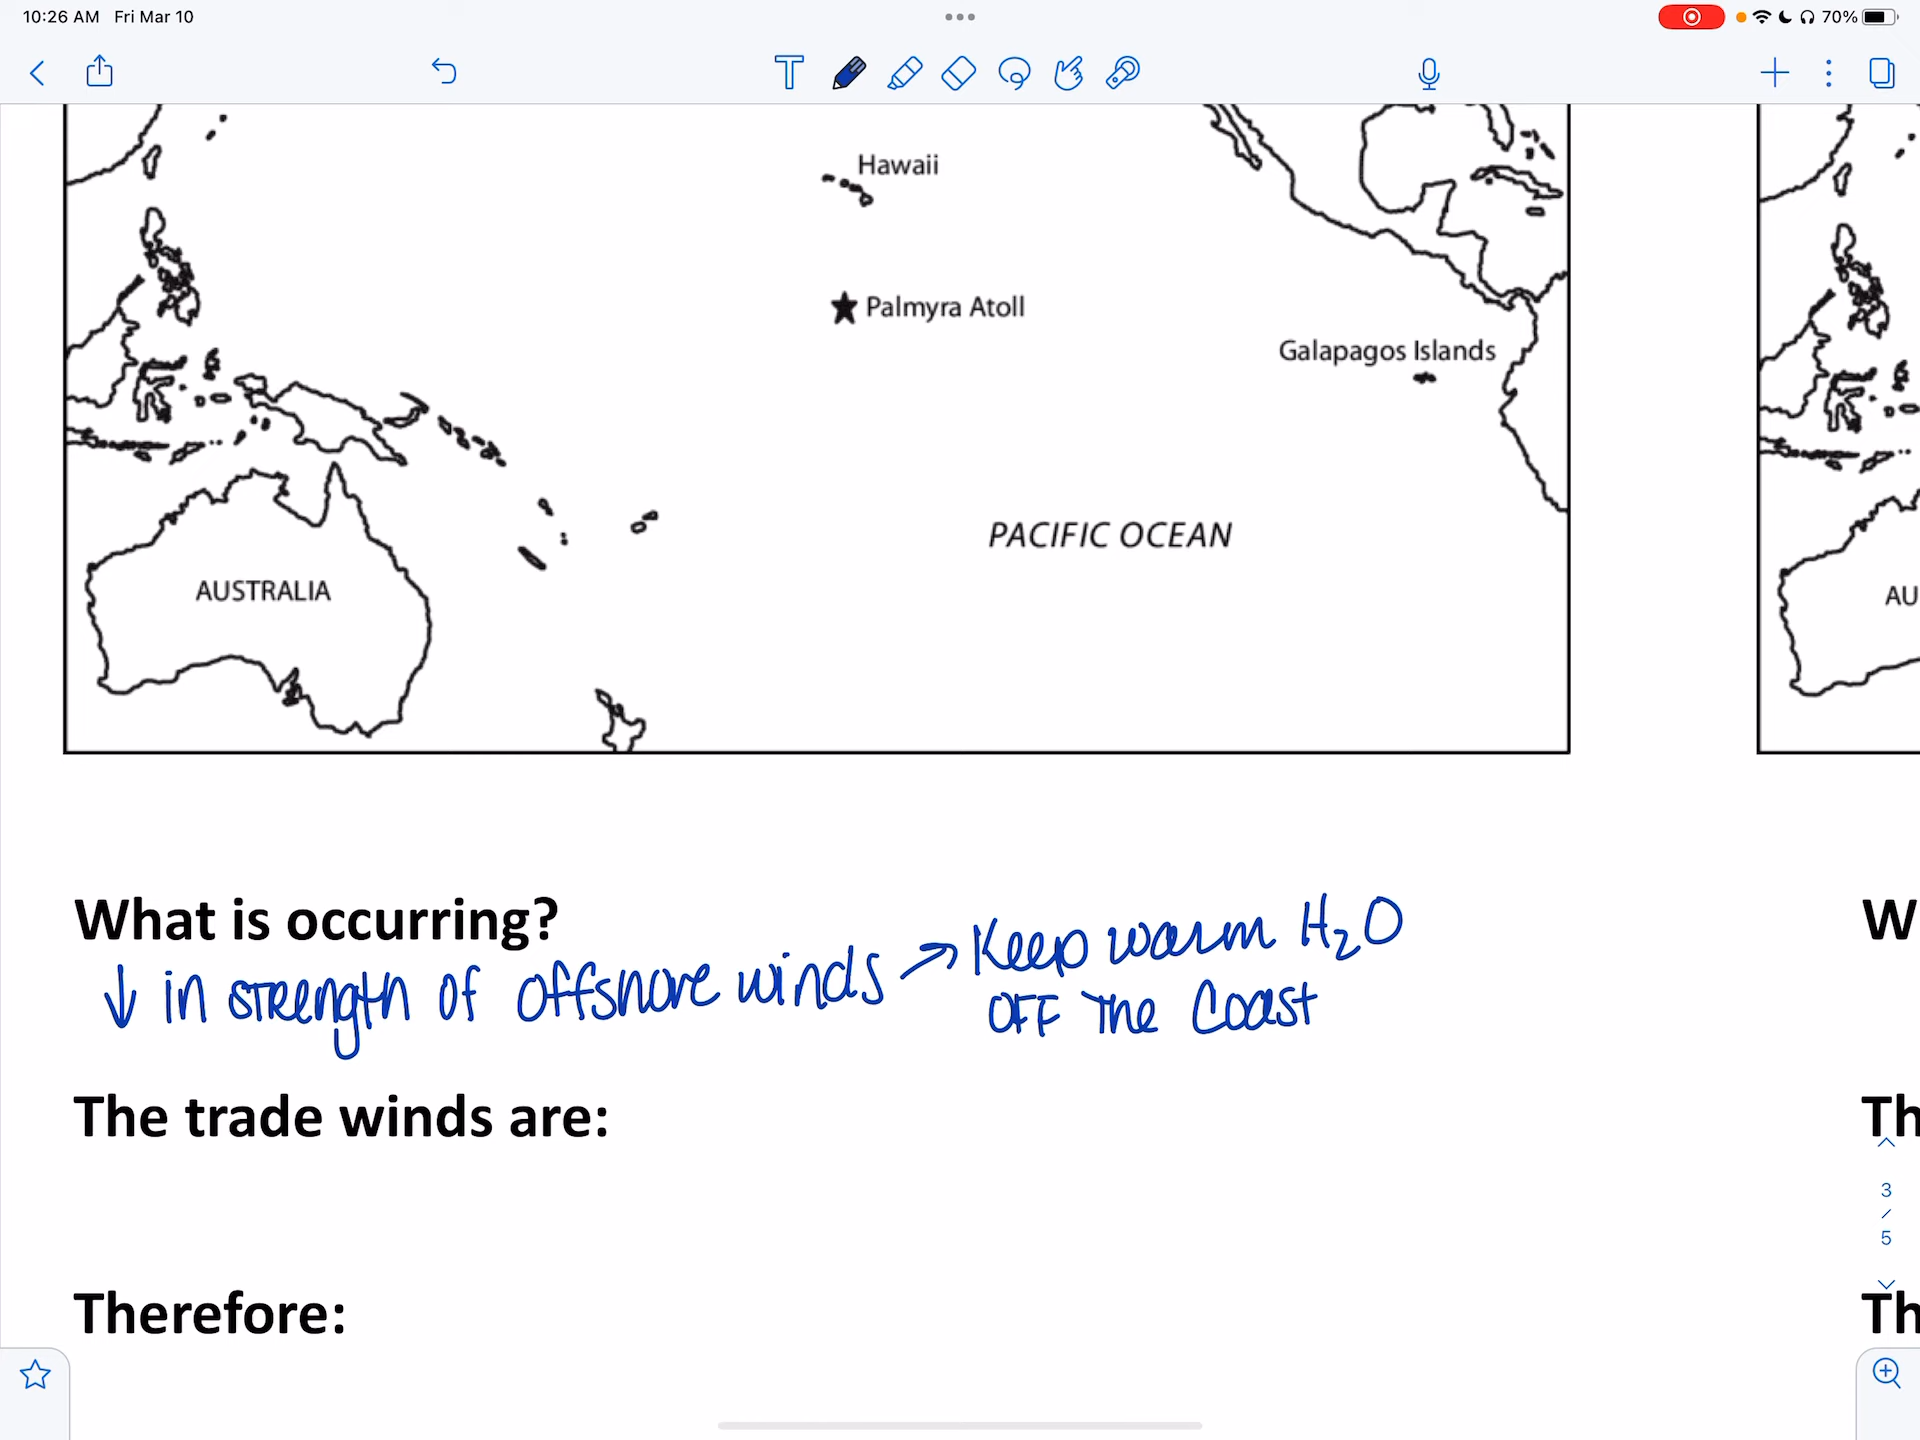 10:26 AM Fri Mar 10
70%
T
Hawaii
Palmyra Atoll
Galapagos Islands
PACIFIC OCEAN
AUSTRALIA
AU
What is occurring?
W
↓ in strength of offshore winds → Keep warm H₂O
OFF The Coast
The trade winds are:
Th
3
/
5
Therefore:
Th